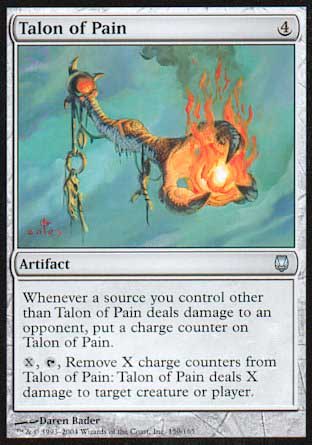 Talon of Pain 4
Artifact
Whenever a source you control other
than Talon of Pain deals damage to an
opponent, put a charge counter on
Talon of Pain.
X, T, Remove X charge counters from
Talon of Pain: Talon of Pain deals X
damage to target creature or player.
Daren Bader
™ & © 1993–2004 Wizards of the Coast, Inc. 150/165